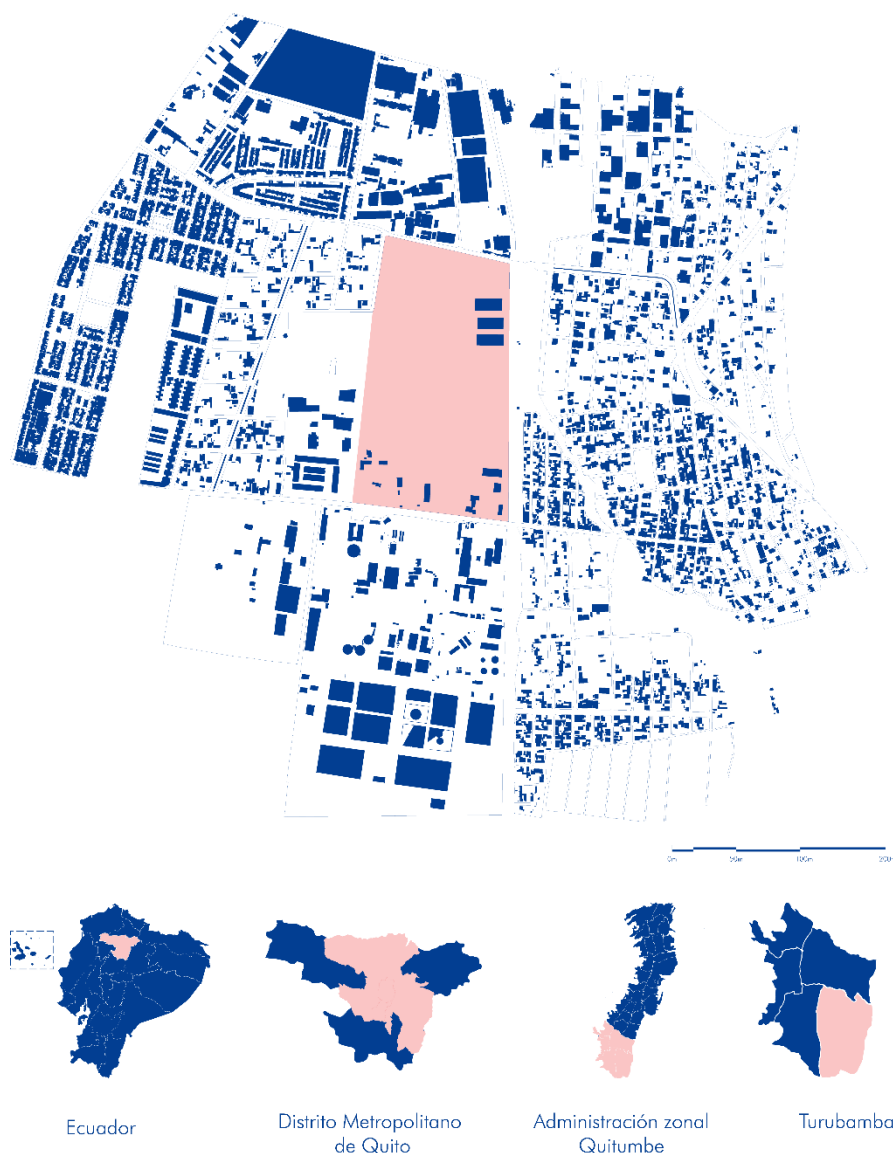 0m 50m 100m 200m
Ecuador
Distrito Metropolitano
de Quito
Administración zonal
Quitumbe
Turubamba